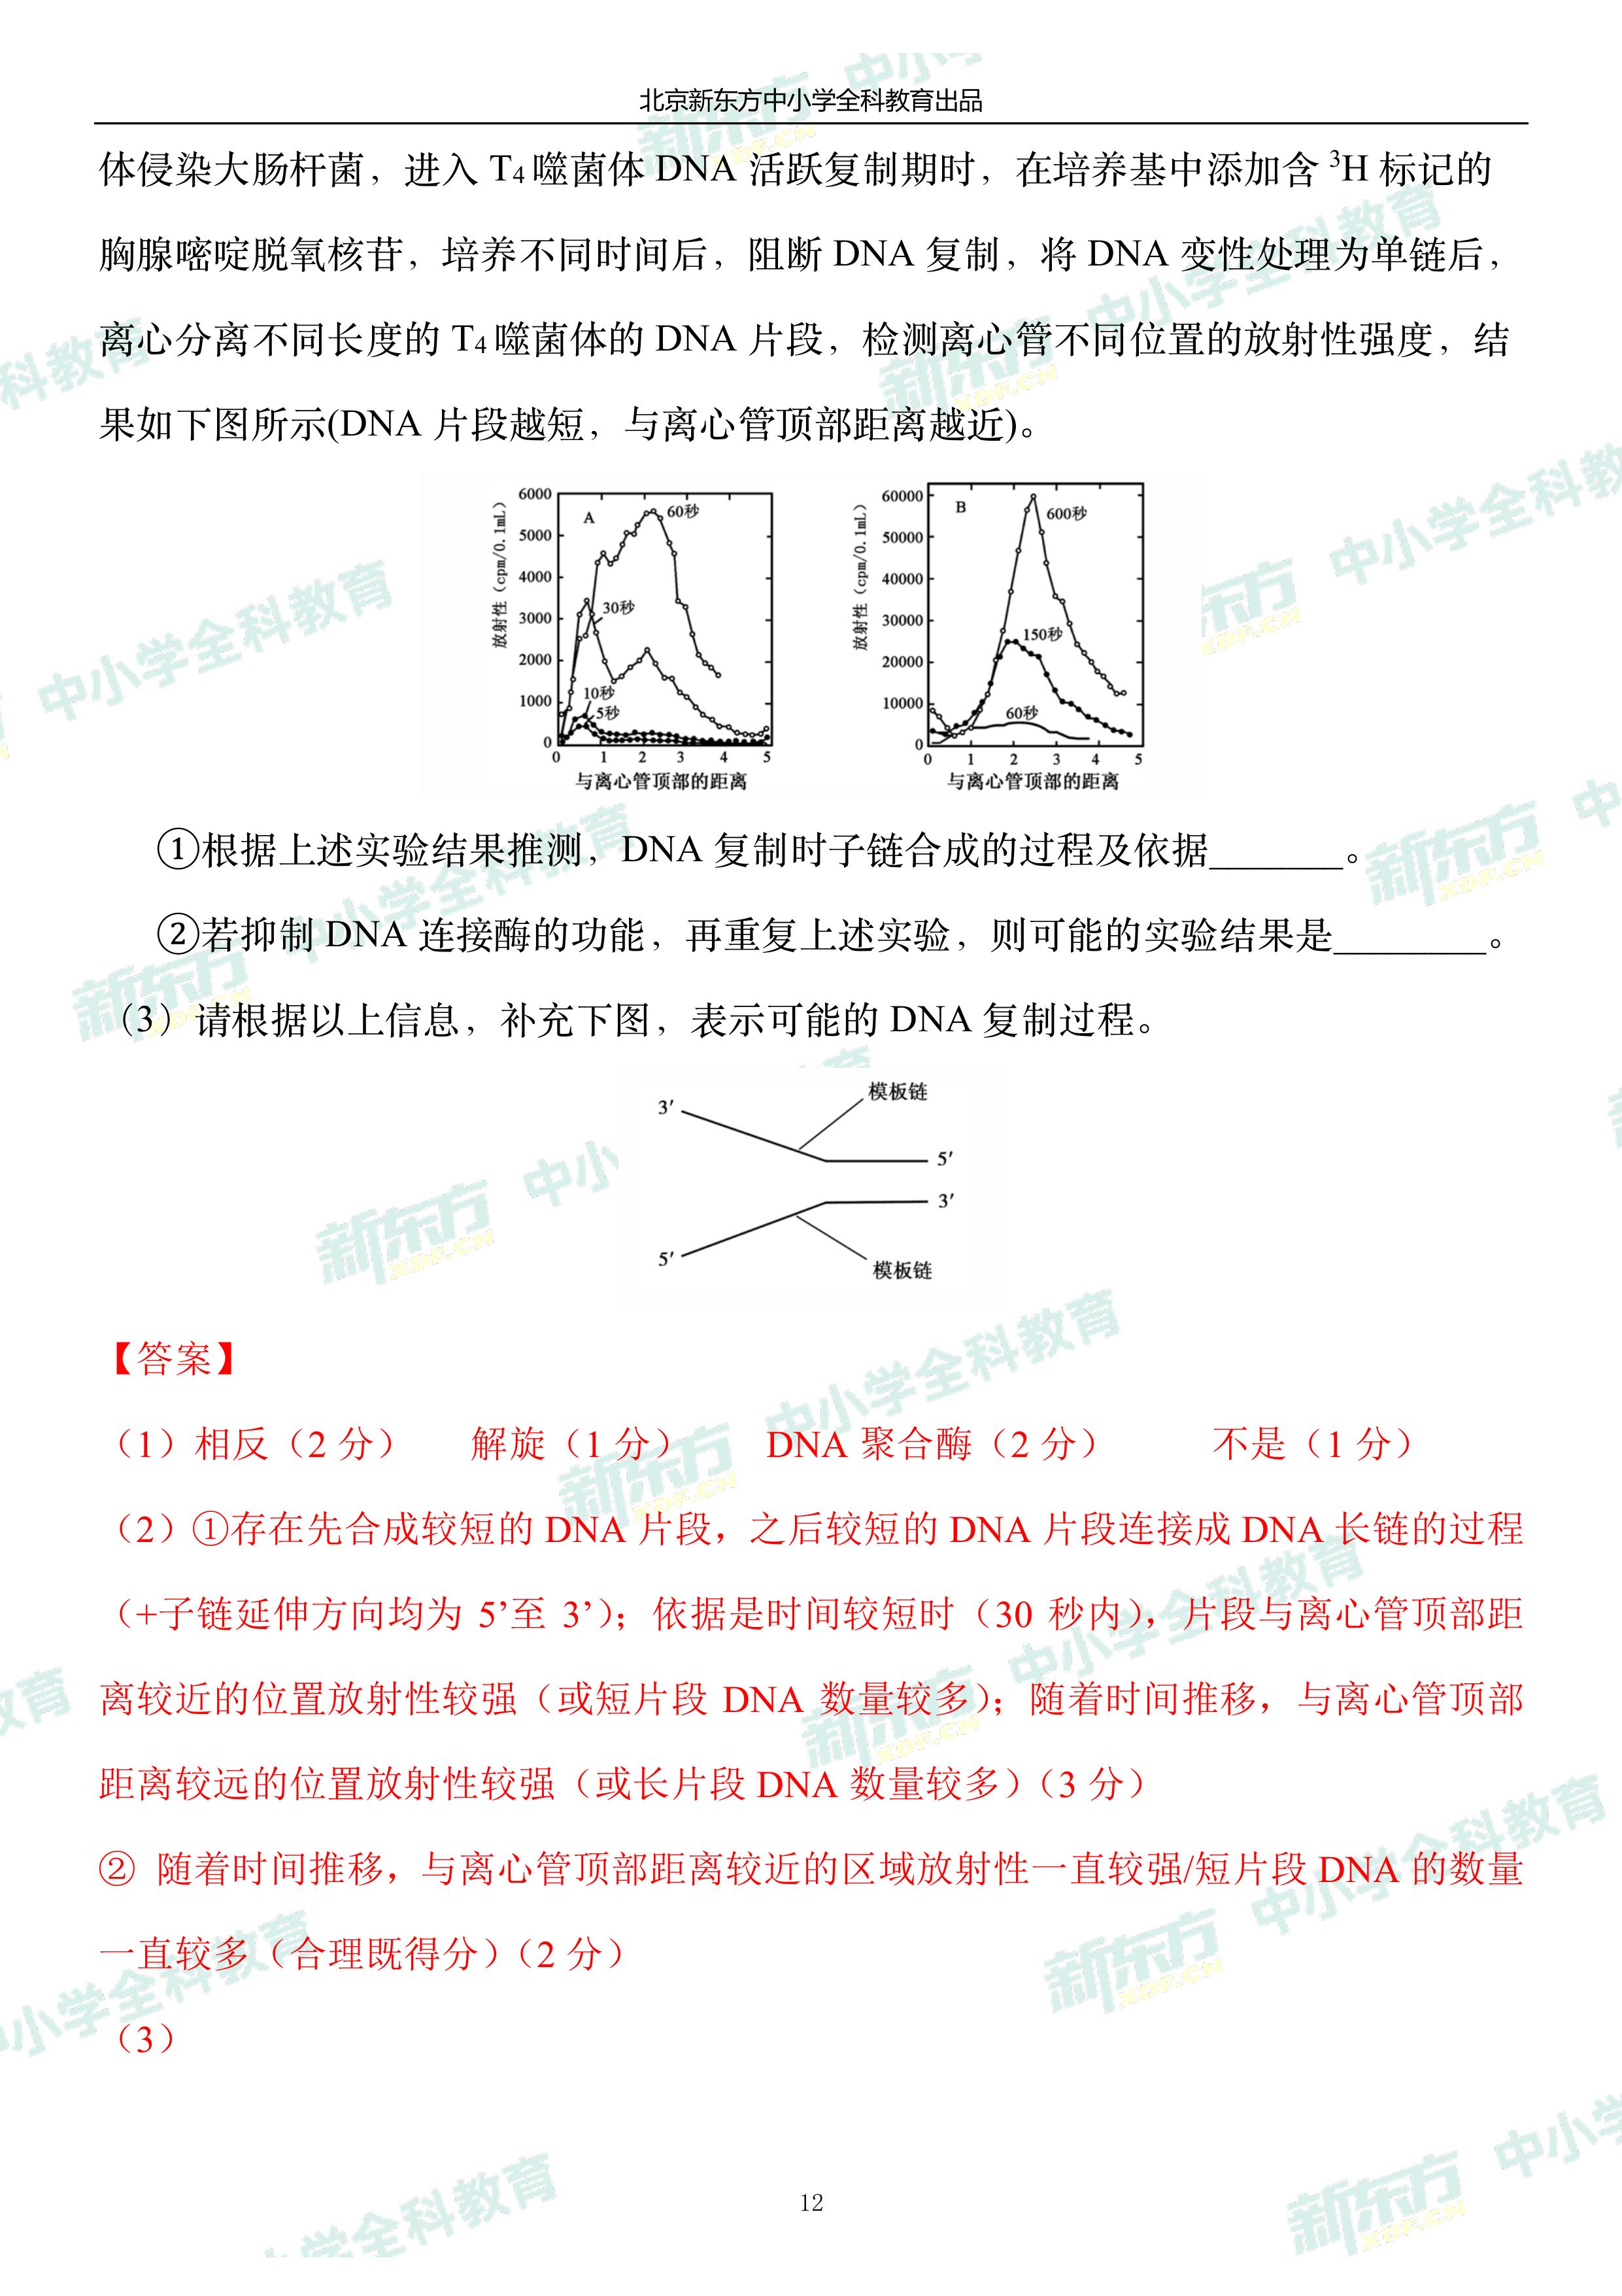 北京新东方中小学全科教育出品
体侵染大肠杆菌，进入 T4 噬菌体 DNA 活跃复制期时，在培养基中添加含 ³H 标记的
胸腺嘧啶脱氧核苷，培养不同时间后，阻断 DNA 复制，将 DNA 变性处理为单链后，
离心分离不同长度的 T4 噬菌体的 DNA 片段，检测离心管不同位置的放射性强度，结
果如下图所示(DNA 片段越短，与离心管顶部距离越近)。
放射性（cpm/0.1mL）
6000
5000
4000
3000
2000
1000
0
A
60秒
30秒
10秒
5秒
0 1 2 3 4 5
与离心管顶部的距离
放射性（cpm/0.1mL）
60000
50000
40000
30000
20000
10000
0
B
600秒
150秒
60秒
0 1 2 3 4 5
与离心管顶部的距离
①根据上述实验结果推测，DNA 复制时子链合成的过程及依据_______。
②若抑制 DNA 连接酶的功能，再重复上述实验，则可能的实验结果是________。
（3）请根据以上信息，补充下图，表示可能的 DNA 复制过程。
模板链
3′
5′
3′
5′
模板链
【答案】
（1）相反（2 分） 解旋（1 分） DNA 聚合酶（2 分） 不是（1 分）
（2）①存在先合成较短的 DNA 片段，之后较短的 DNA 片段连接成 DNA 长链的过程
（+子链延伸方向均为 5’至 3’）；依据是时间较短时（30 秒内），片段与离心管顶部距
离较近的位置放射性较强（或短片段 DNA 数量较多）；随着时间推移，与离心管顶部
距离较远的位置放射性较强（或长片段 DNA 数量较多）（3 分）
② 随着时间推移，与离心管顶部距离较近的区域放射性一直较强/短片段 DNA 的数量
一直较多（合理既得分）（2 分）
（3）
12
新东方 XDF.CN 中小学全科教育